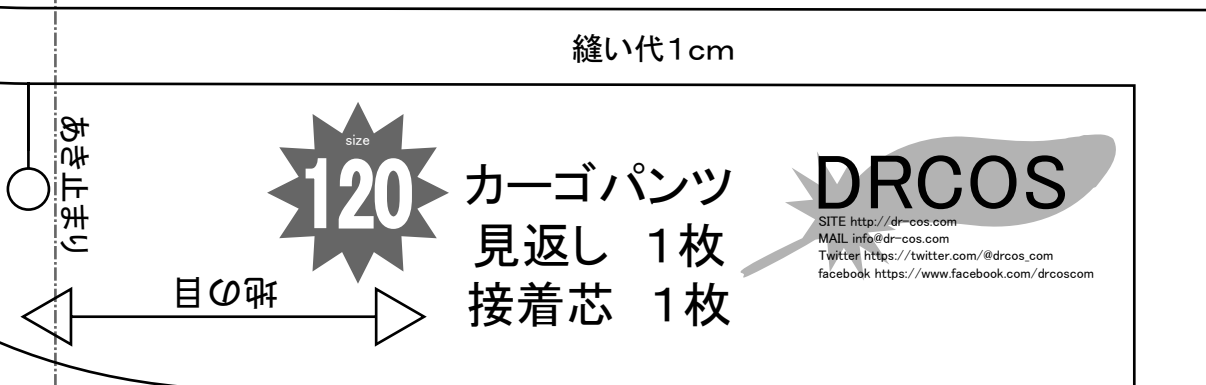 縫い代1cm
あき止まり
size
120
カーゴパンツ
見返し 1枚
接着芯 1枚
地の目
DRCOS
SITE http://dr-cos.com
MAIL info@dr-cos.com
Twitter https://twitter.com/@drcos_com
facebook https://www.facebook.com/drcoscom